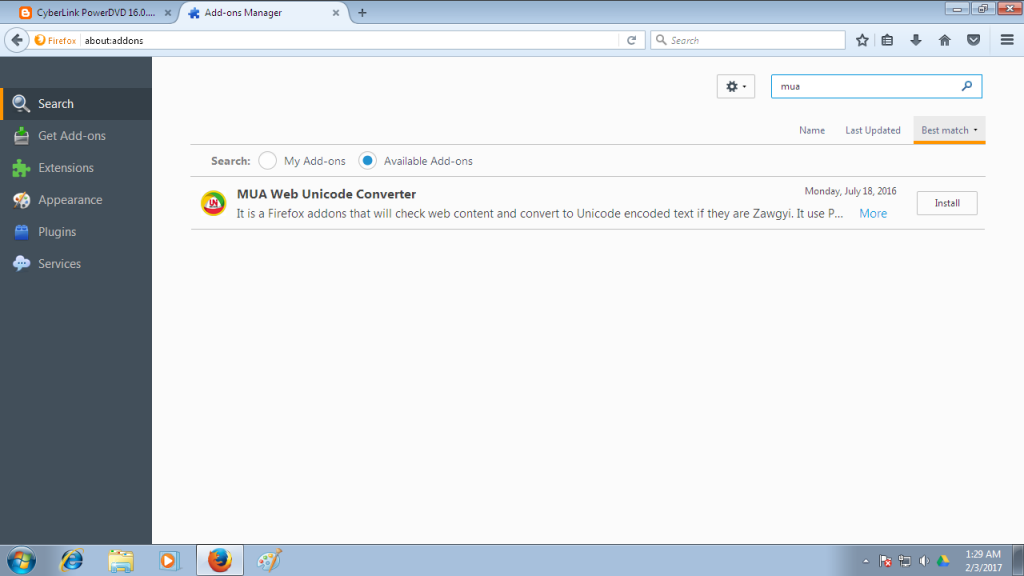 CyberLink PowerDVD 16.0....
Add-ons Manager
Firefox
about:addons
Search
mua
Search
Get Add-ons
Extensions
Appearance
Plugins
Services
Name
Last Updated
Best match
Search:
My Add-ons
Available Add-ons
MUA Web Unicode Converter
Monday, July 18, 2016
It is a Firefox addons that will check web content and convert to Unicode encoded text if they are Zawgyi. It use P...
More
Install
1:29 AM
2/3/2017